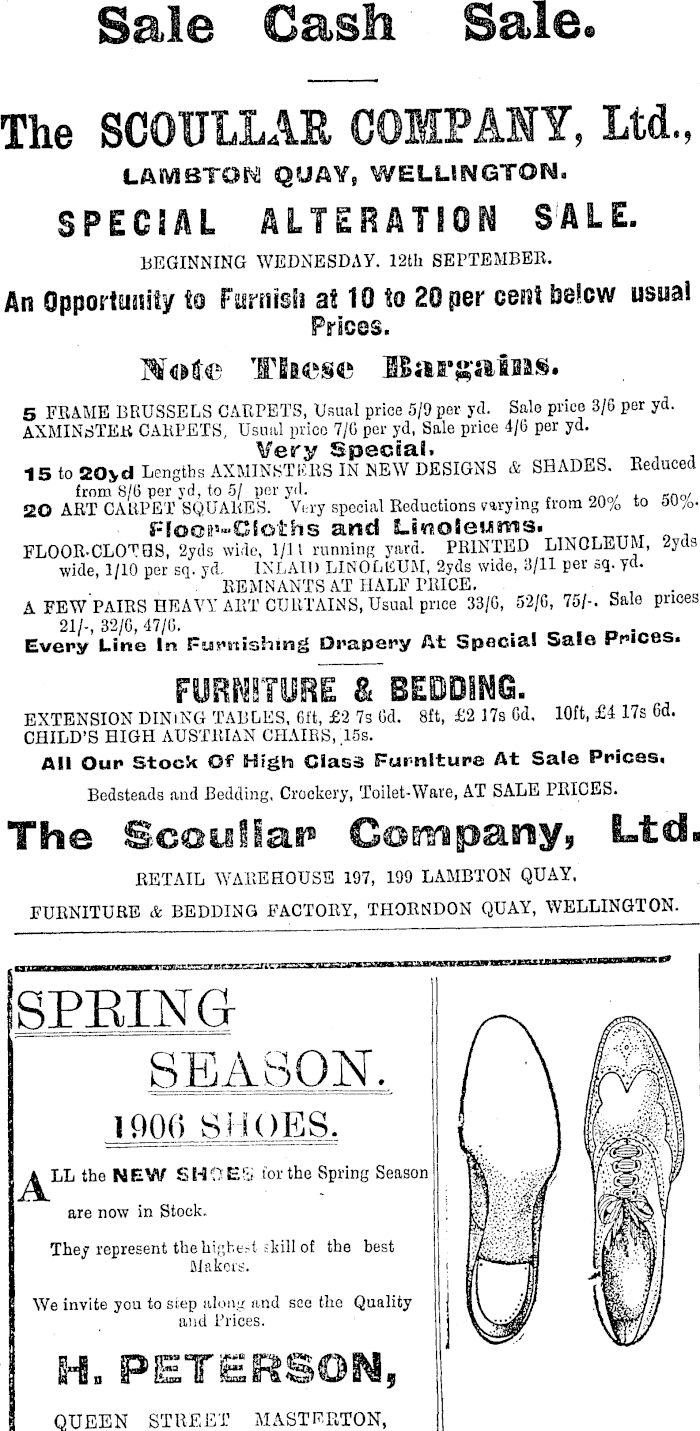 Sale Cash Sale.
The SCOULLAR COMPANY, Ltd.,
LAMBTON QUAY, WELLINGTON.
SPECIAL ALTERATION SALE.
BEGINNING WEDNESDAY. 12th SEPTEMBER.
An Opportunity to Furnish at 10 to 20 per cent below usual
Prices.
Note These Bargains.
5 FRAME BRUSSELS CARPETS, Usual price 5/9 per yd. Sale price 3/6 per yd.
AXMINSTER CARPETS, Usual price 7/6 per yd, Sale price 4/6 per yd.
Very Special.
15 to 20yd Lengths AXMINSTERS IN NEW DESIGNS & SHADES. Reduced
from 8/6 per yd, to 5/ per yd.
20 ART CARPET SQUARES. Very special Reductions varying from 20% to 50%.
Floor-Cloths and Linoleums.
FLOOR-CLOTHS, 2yds wide, 1/11 running yard. PRINTED LINOLEUM, 2yds
wide, 1/10 per sq. yd. INLAID LINOLEUM, 2yds wide, 3/11 per sq. yd.
REMNANTS AT HALF PRICE.
A FEW PAIRS HEAVY ART CURTAINS, Usual price 33/6, 52/6, 75/-. Sale prices
21/-, 32/6, 47/6.
Every Line In Furnishing Drapery At Special Sale Prices.
FURNITURE & BEDDING.
EXTENSION DINING TABLES, 6ft, £2 7s 6d. 8ft, £2 17s 6d. 10ft, £4 17s 6d.
CHILD'S HIGH AUSTRIAN CHAIRS, 15s.
All Our Stock Of High Class Furniture At Sale Prices.
Bedsteads and Bedding, Crockery, Toilet-Ware, AT SALE PRICES.
The Scoullar Company, Ltd.
RETAIL WAREHOUSE 197, 199 LAMBTON QUAY,
FURNITURE & BEDDING FACTORY, THORNDON QUAY, WELLINGTON.
SPRING
SEASON.
1906 SHOES.
ALL the NEW SHOES for the Spring Season
are now in Stock.
They represent the highest skill of the best
Makers.
We invite you to step along and see the Quality
and Prices.
H. PETERSON,
QUEEN STREET MASTERTON,